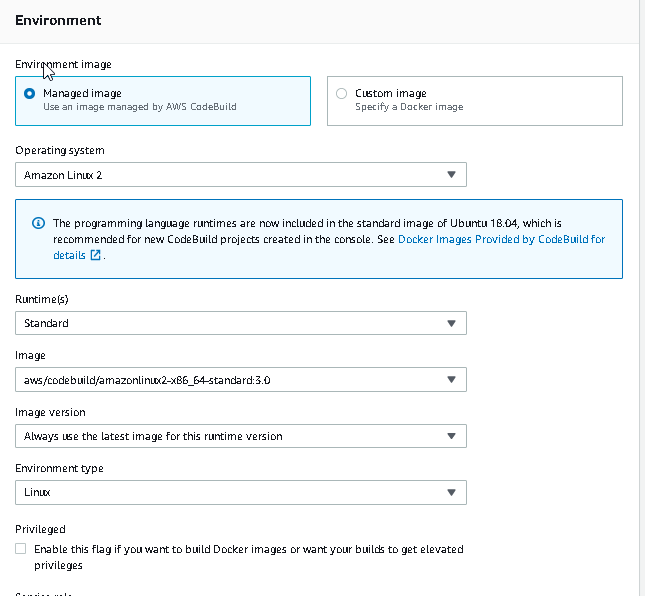 Environment
Environment image
Managed image
Use an image managed by AWS CodeBuild
Custom image
Specify a Docker image
Operating system
Amazon Linux 2
The programming language runtimes are now included in the standard image of Ubuntu 18.04, which is
recommended for new CodeBuild projects created in the console. See Docker Images Provided by CodeBuild for
details .
Runtime(s)
Standard
Image
aws/codebuild/amazonlinux2-x86_64-standard:3.0
Image version
Always use the latest image for this runtime version
Environment type
Linux
Privileged
Enable this flag if you want to build Docker images or want your builds to get elevated
privileges